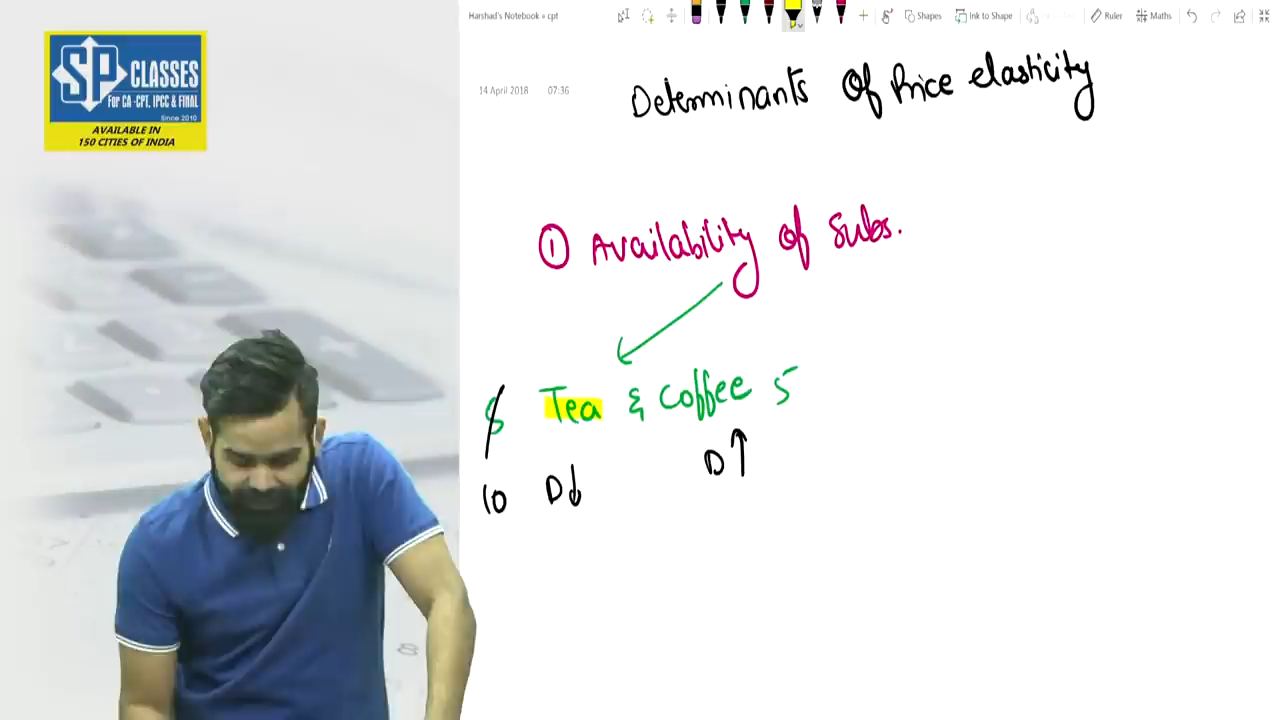 SP CLASSES
For CA-CPT, IPCC & FINAL
Since 2010
AVAILABLE IN
150 CITIES OF INDIA
Harshad's Notebook » cpt
Shapes
Ink to Shape
Ruler
Maths
14 April 2018 07:36
Determinants Of Price elasticity
① Availability Of Subs.
5 Tea & Coffee 5
10 D↓ D↑